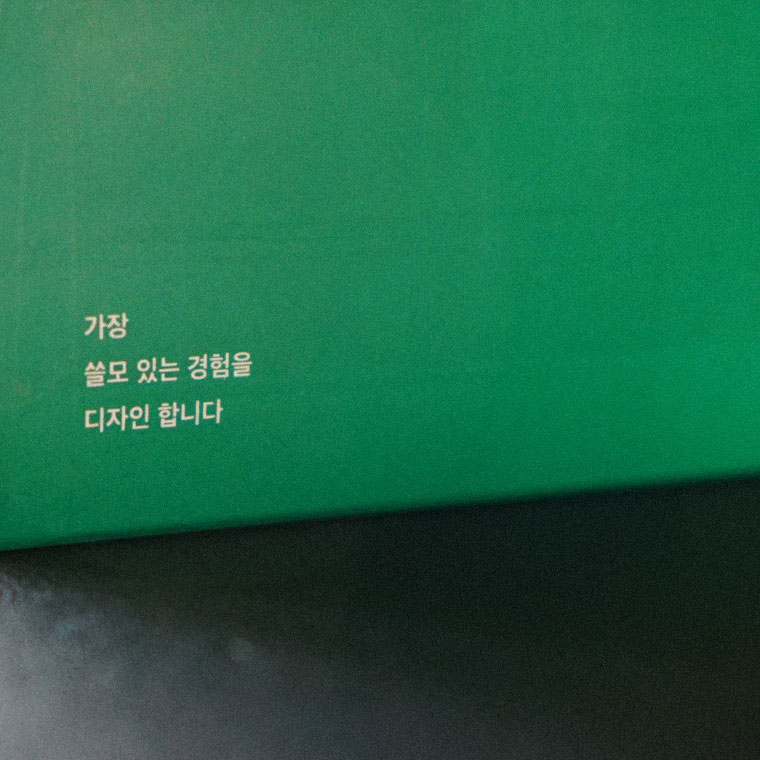 가장
쓸모 있는 경험을
디자인 합니다